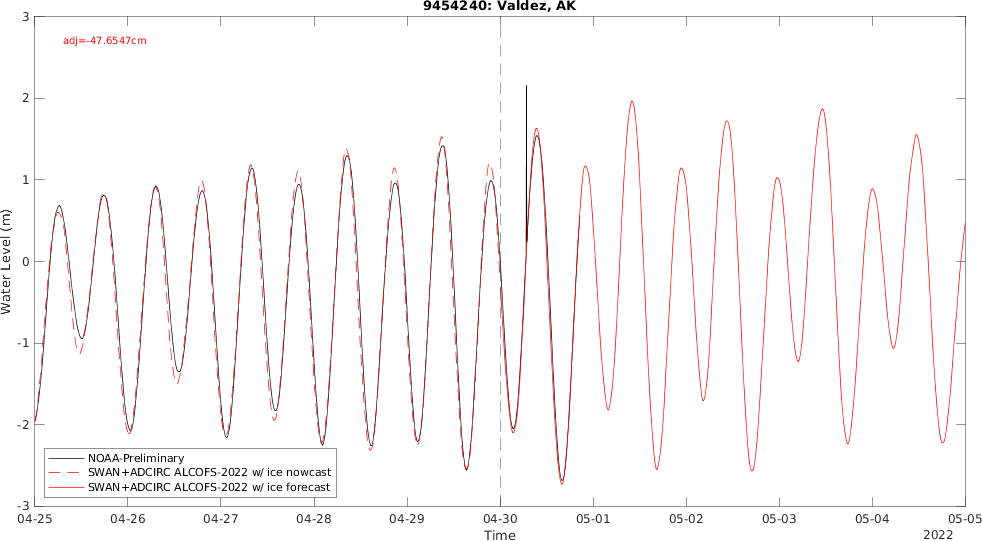 9454240: Valdez, AK
adj=-47.6547cm
Water Level (m)
3
2
1
0
-1
-2
-3
NOAA-Preliminary
SWAN+ADCIRC ALCOFS-2022 w/ ice nowcast
SWAN+ADCIRC ALCOFS-2022 w/ ice forecast
04-25 04-26 04-27 04-28 04-29 04-30 05-01 05-02 05-03 05-04 05-05
Time
2022